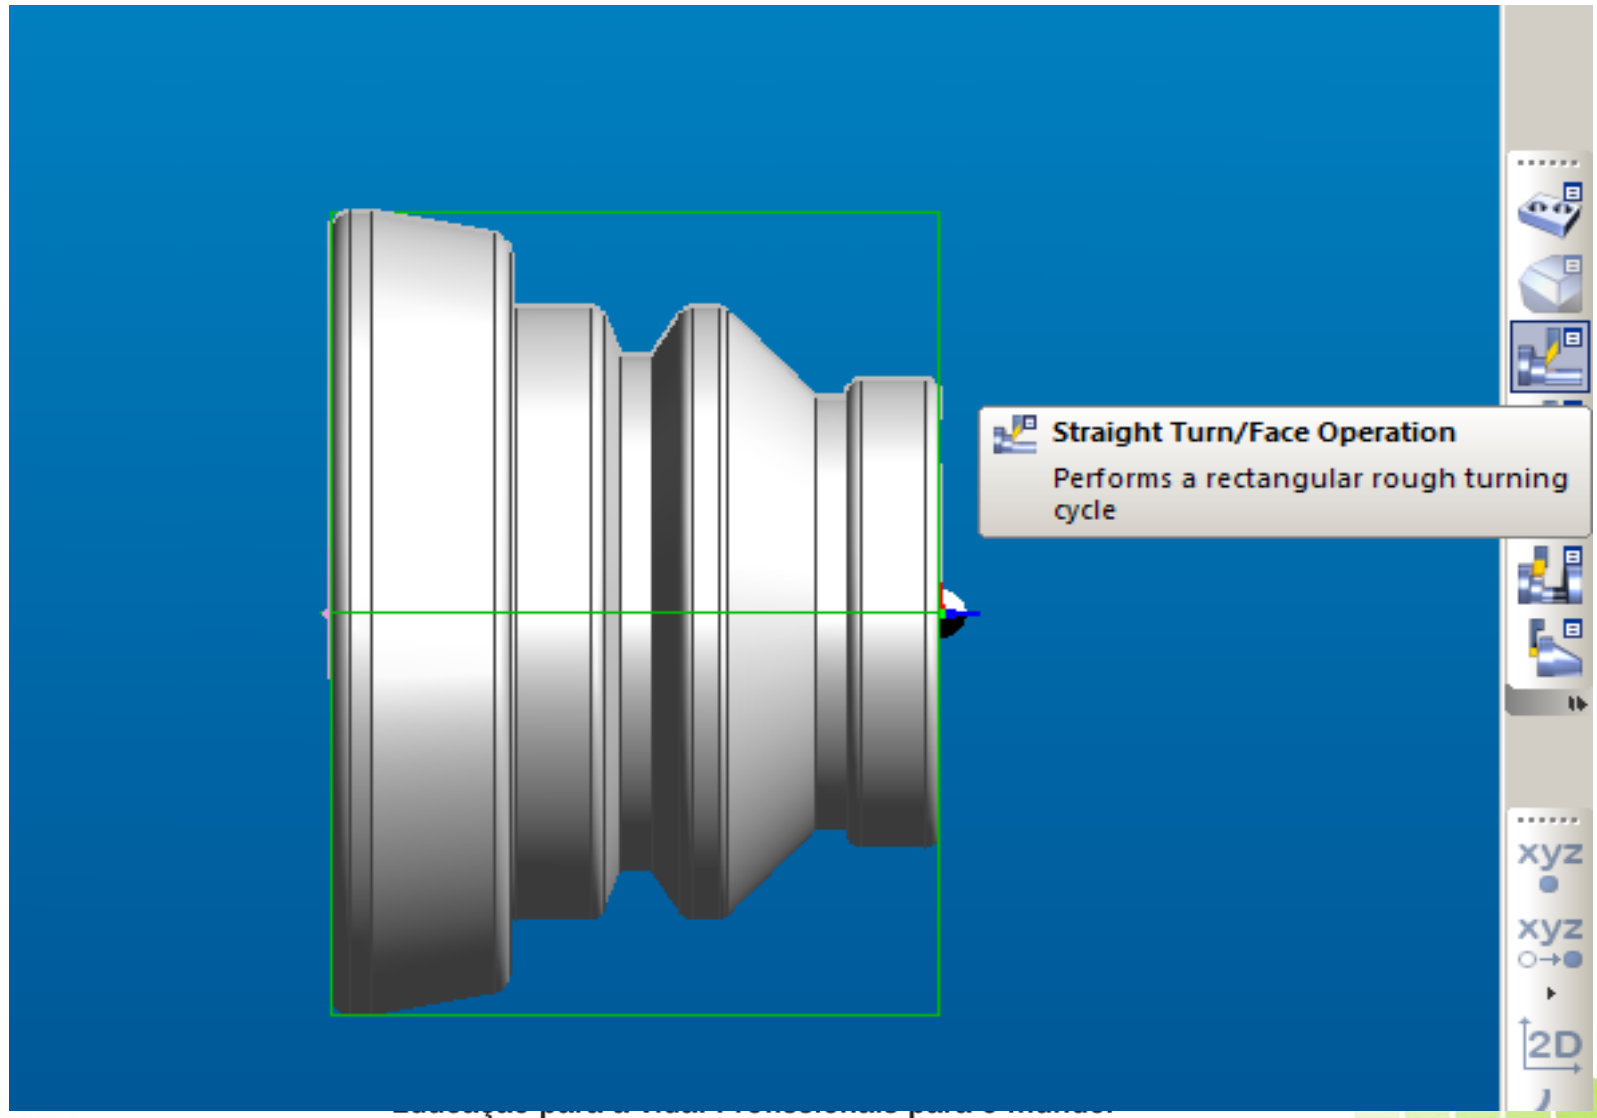 Straight Turn/Face Operation
Performs a rectangular rough turning
cycle
xyz
xyz
2D